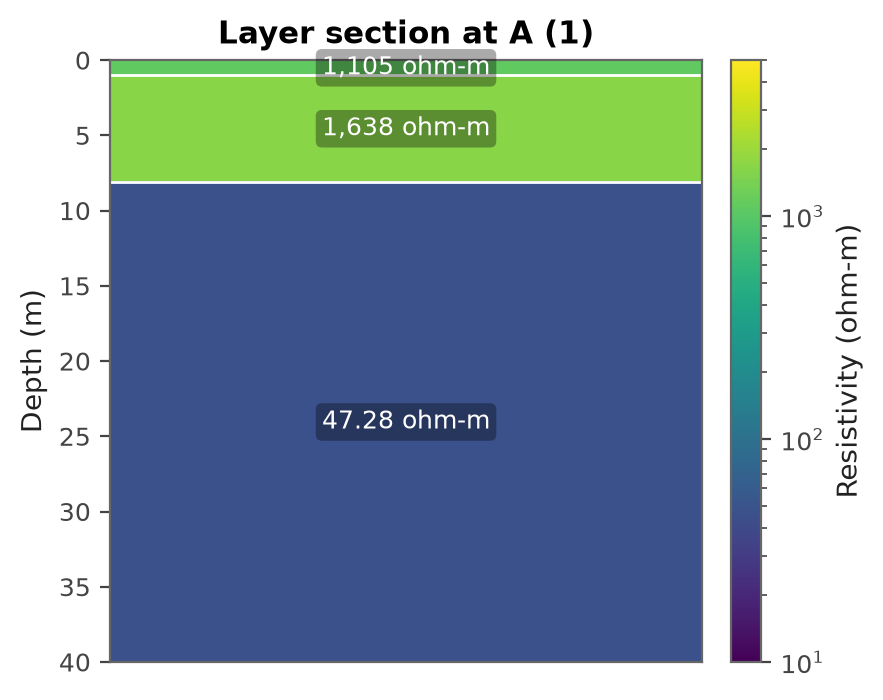 Layer section at A (1)
0
5
10
15
20
25
30
35
40
Depth (m)
1,105 ohm-m
1,638 ohm-m
47.28 ohm-m
10³
10²
10¹
Resistivity (ohm-m)